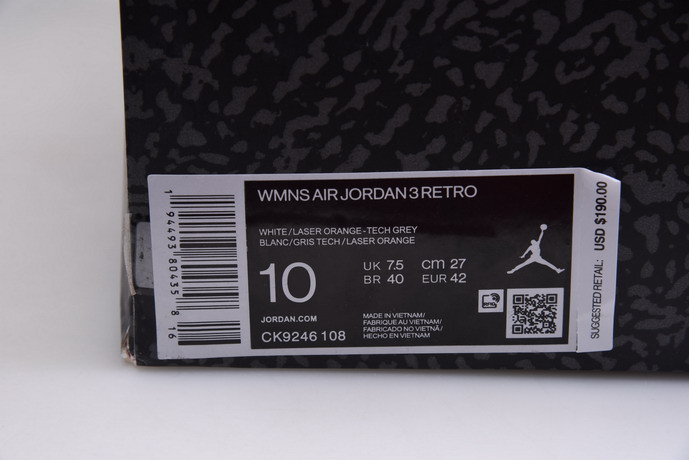 WMNS AIR JORDAN 3 RETRO
WHITE/LASER ORANGE-TECH GREY
BLANC/GRIS TECH/LASER ORANGE
10
UK 7.5 CM 27
BR 40 EUR 42
JORDAN.COM
CK9246 108
MADE IN VIETNAM/
FABRIQUE AU VIETNAM/
FABRICADO NO VIETNÃ/
HECHO EN VIETNAM
1 94493 80435 8 16
SUGGESTED RETAIL: USD $190.00